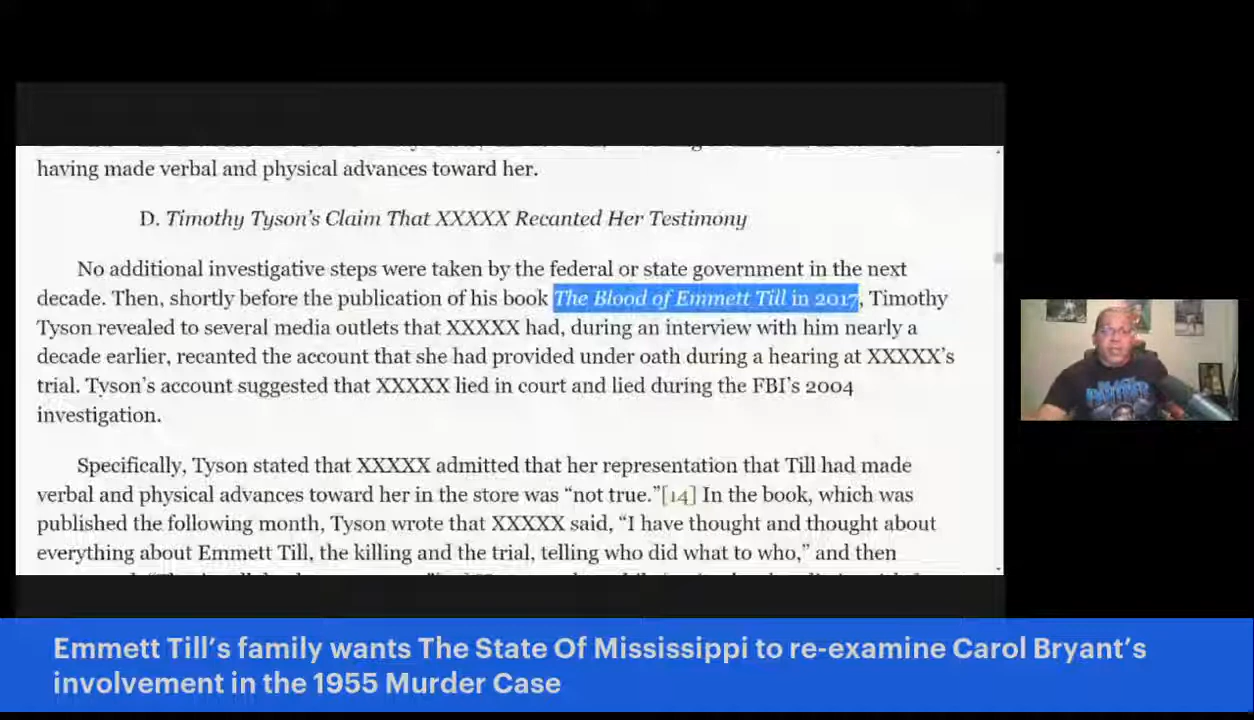 having made verbal and physical advances toward her.
D. Timothy Tyson's Claim That XXXXX Recanted Her Testimony
No additional investigative steps were taken by the federal or state government in the next
decade. Then, shortly before the publication of his book The Blood of Emmett Till in 2017, Timothy
Tyson revealed to several media outlets that XXXXX had, during an interview with him nearly a
decade earlier, recanted the account that she had provided under oath during a hearing at XXXXX's
trial. Tyson's account suggested that XXXXX lied in court and lied during the FBI's 2004
investigation.
Specifically, Tyson stated that XXXXX admitted that her representation that Till had made
verbal and physical advances toward her in the store was “not true.”[14] In the book, which was
published the following month, Tyson wrote that XXXXX said, “I have thought and thought about
everything about Emmett Till, the killing and the trial, telling who did what to who,” and then
Emmett Till's family wants The State Of Mississippi to re-examine Carol Bryant's
involvement in the 1955 Murder Case